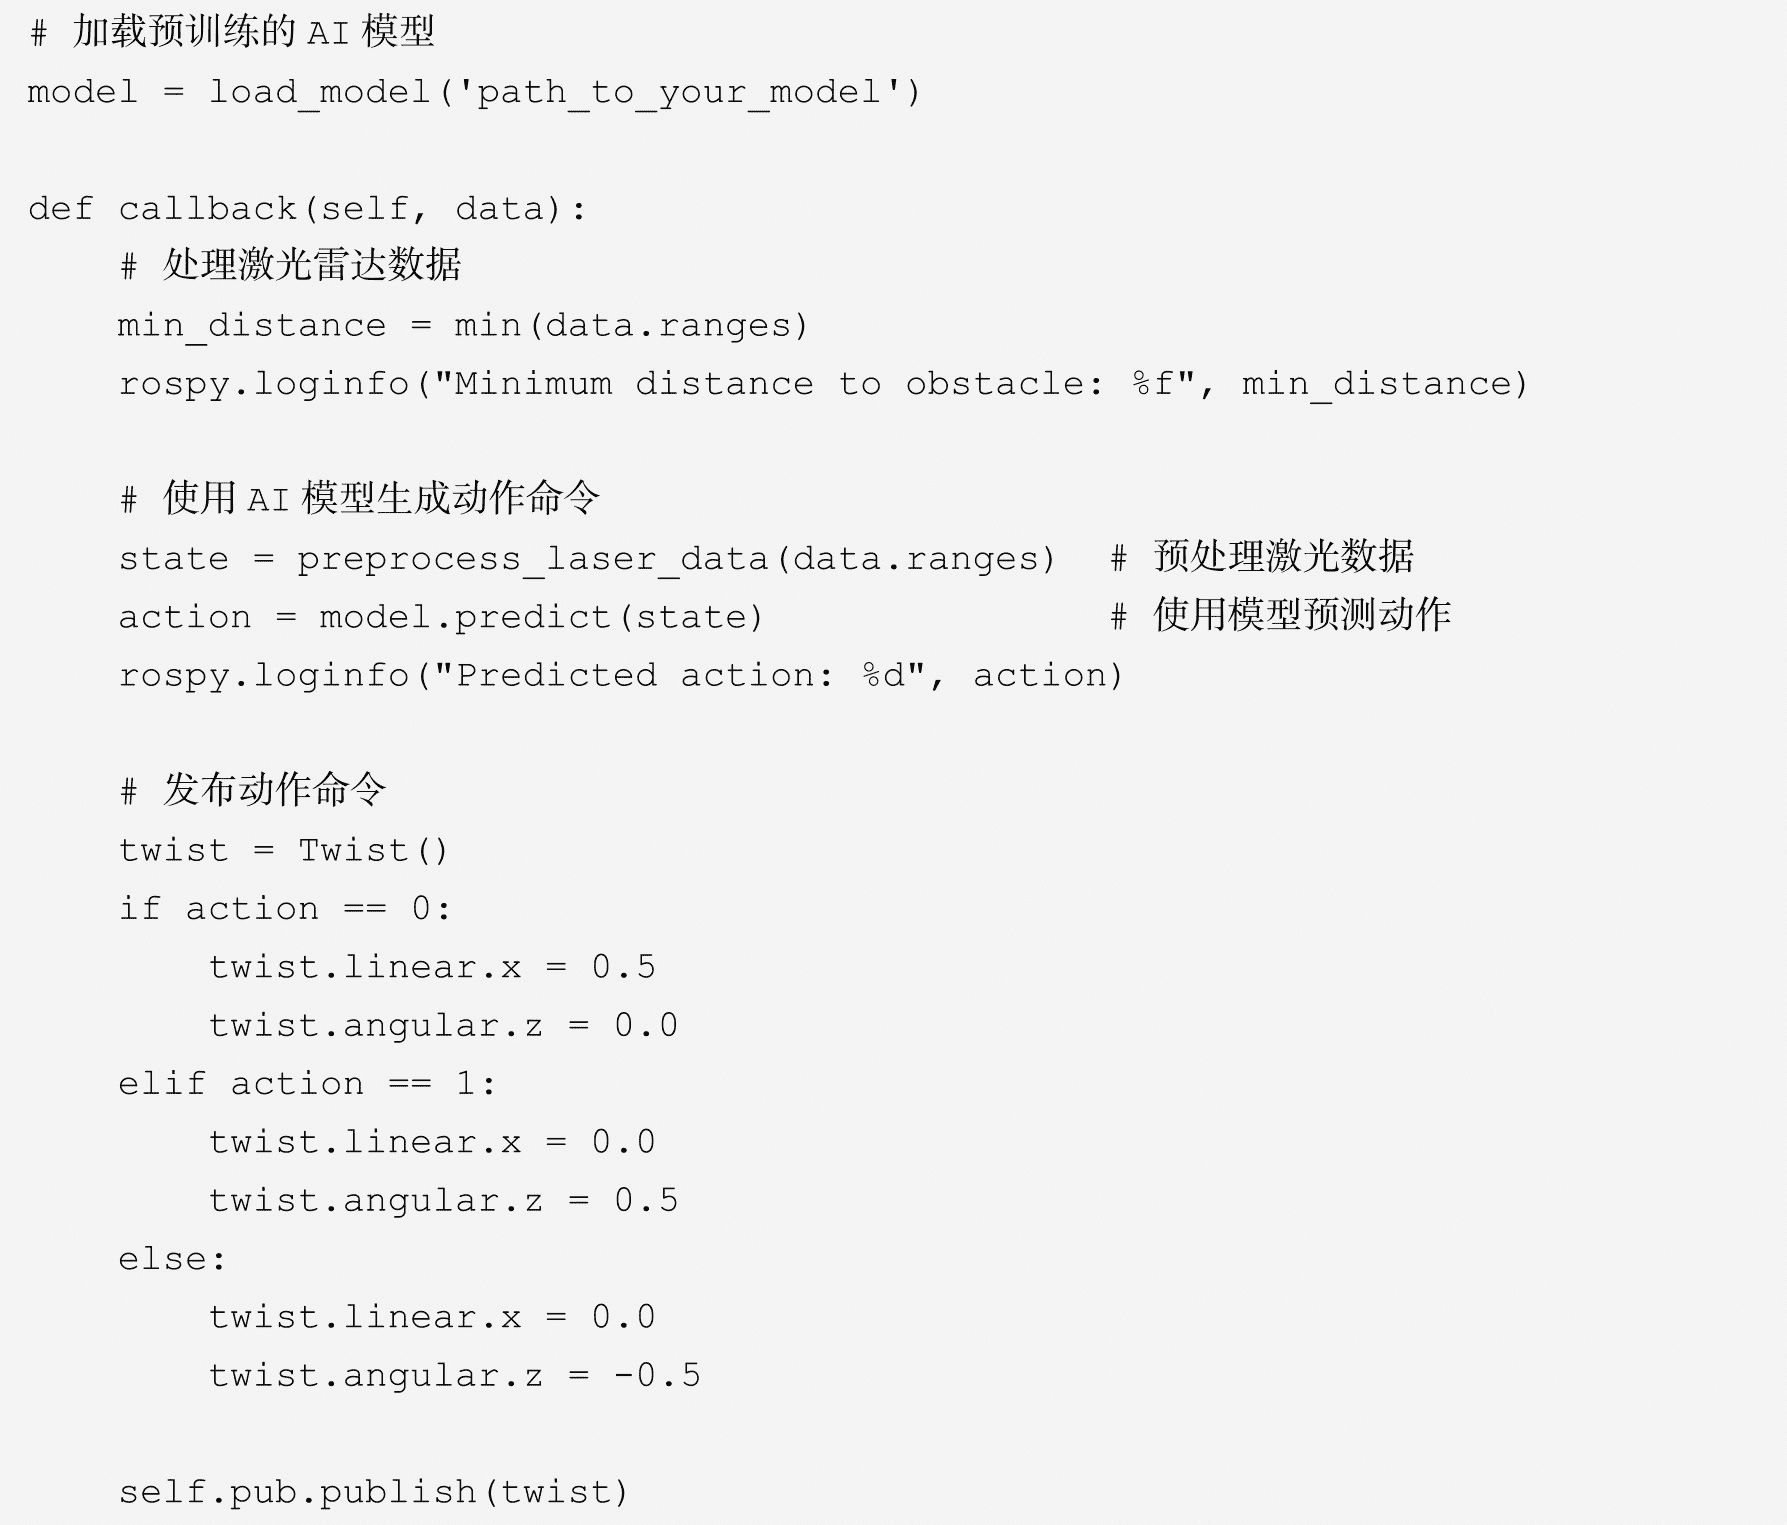 # 加载预训练的 AI 模型
model = load_model('path_to_your_model')
def callback(self, data):
    # 处理激光雷达数据
    min_distance = min(data.ranges)
    rospy.loginfo("Minimum distance to obstacle: %f", min_distance)
    # 使用 AI 模型生成动作命令
    state = preprocess_laser_data(data.ranges)  # 预处理激光数据
    action = model.predict(state)               # 使用模型预测动作
    rospy.loginfo("Predicted action: %d", action)
    # 发布动作命令
    twist = Twist()
    if action == 0:
        twist.linear.x = 0.5
        twist.angular.z = 0.0
    elif action == 1:
        twist.linear.x = 0.0
        twist.angular.z = 0.5
    else:
        twist.linear.x = 0.0
        twist.angular.z = -0.5
    self.pub.publish(twist)